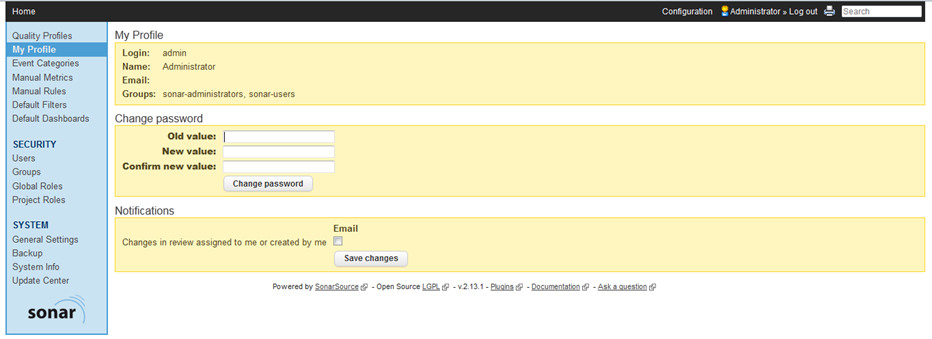 Home
Configuration Administrator » Log out Search
Quality Profiles
My Profile
Event Categories
Manual Metrics
Manual Rules
Default Filters
Default Dashboards
SECURITY
Users
Groups
Global Roles
Project Roles
SYSTEM
General Settings
Backup
System Info
Update Center
sonar
My Profile
Login: admin
Name: Administrator
Email:
Groups: sonar-administrators, sonar-users
Change password
Old value:
New value:
Confirm new value:
Change password
Notifications
Email
Changes in review assigned to me or created by me
Save changes
Powered by SonarSource - Open Source LGPL - v.2.13.1 - Plugins - Documentation - Ask a question